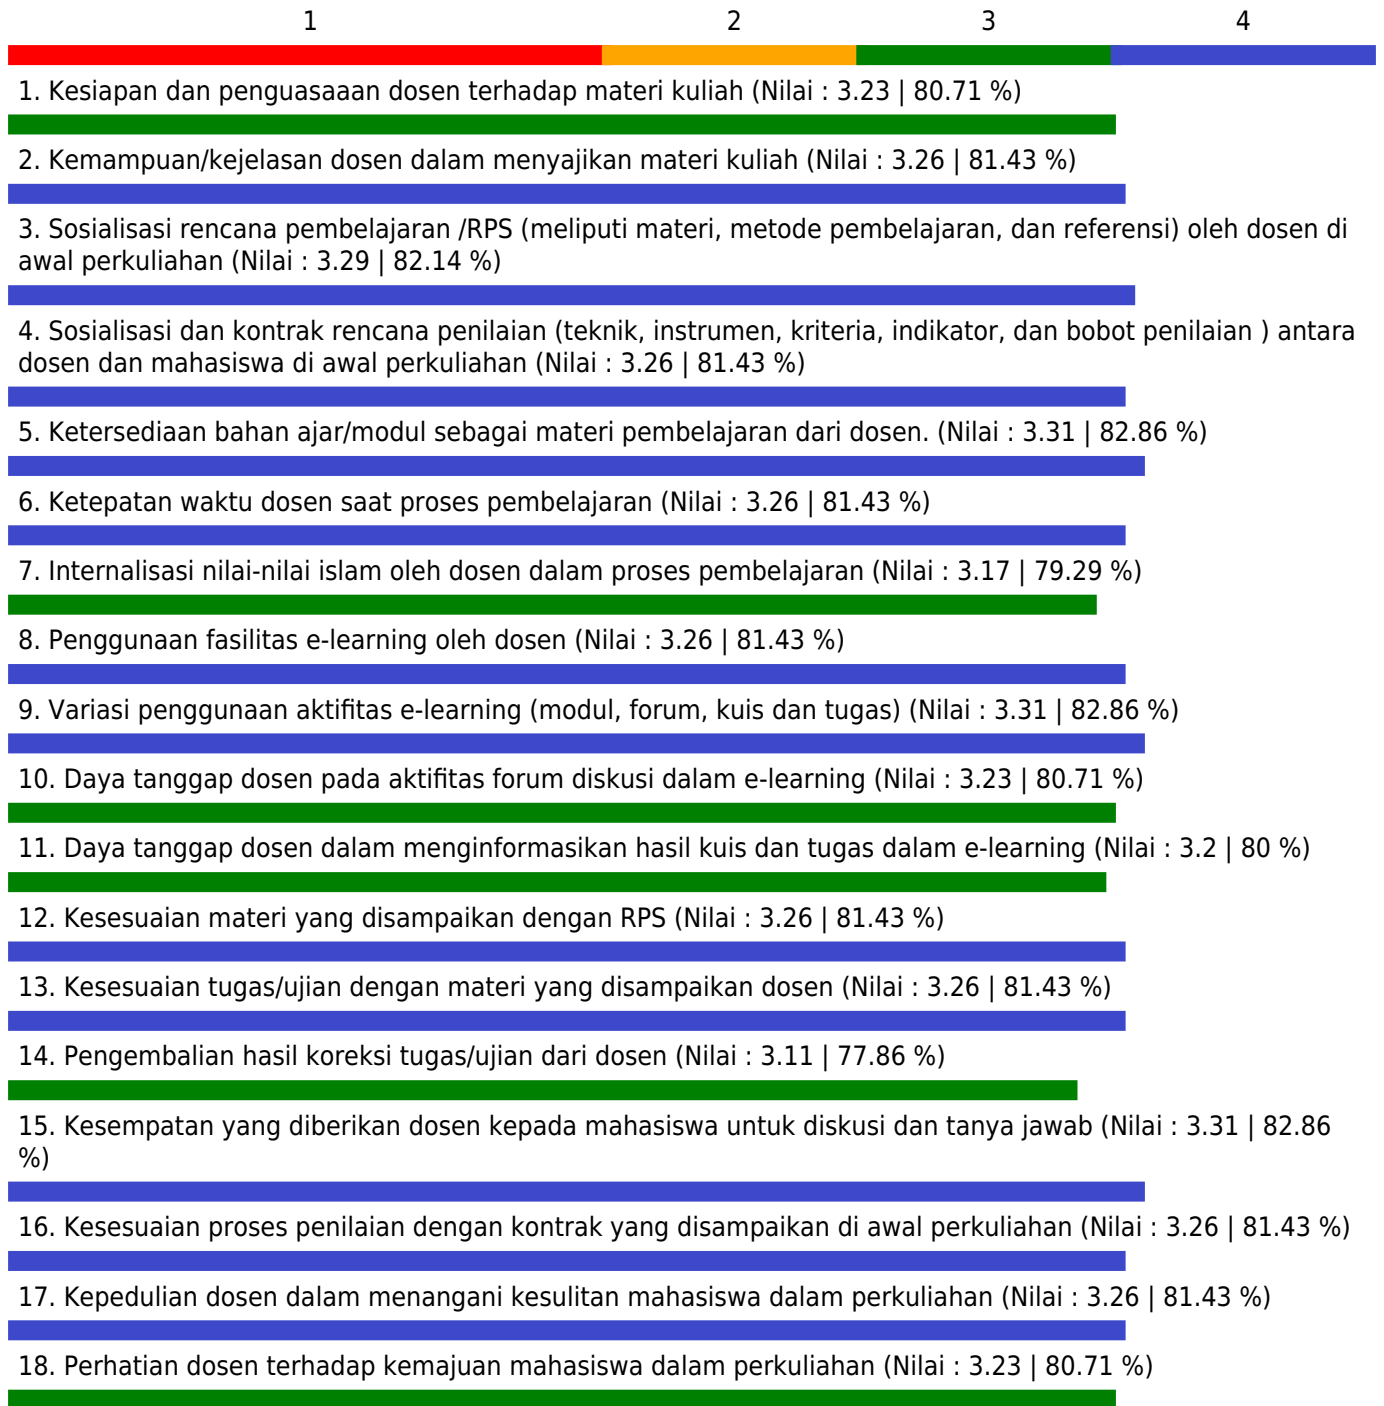 1 2 3 4
1. Kesiapan dan penguasaaan dosen terhadap materi kuliah (Nilai : 3.23 | 80.71 %)
2. Kemampuan/kejelasan dosen dalam menyajikan materi kuliah (Nilai : 3.26 | 81.43 %)
3. Sosialisasi rencana pembelajaran /RPS (meliputi materi, metode pembelajaran, dan referensi) oleh dosen di
awal perkuliahan (Nilai : 3.29 | 82.14 %)
4. Sosialisasi dan kontrak rencana penilaian (teknik, instrumen, kriteria, indikator, dan bobot penilaian ) antara
dosen dan mahasiswa di awal perkuliahan (Nilai : 3.26 | 81.43 %)
5. Ketersediaan bahan ajar/modul sebagai materi pembelajaran dari dosen. (Nilai : 3.31 | 82.86 %)
6. Ketepatan waktu dosen saat proses pembelajaran (Nilai : 3.26 | 81.43 %)
7. Internalisasi nilai-nilai islam oleh dosen dalam proses pembelajaran (Nilai : 3.17 | 79.29 %)
8. Penggunaan fasilitas e-learning oleh dosen (Nilai : 3.26 | 81.43 %)
9. Variasi penggunaan aktifitas e-learning (modul, forum, kuis dan tugas) (Nilai : 3.31 | 82.86 %)
10. Daya tanggap dosen pada aktifitas forum diskusi dalam e-learning (Nilai : 3.23 | 80.71 %)
11. Daya tanggap dosen dalam menginformasikan hasil kuis dan tugas dalam e-learning (Nilai : 3.2 | 80 %)
12. Kesesuaian materi yang disampaikan dengan RPS (Nilai : 3.26 | 81.43 %)
13. Kesesuaian tugas/ujian dengan materi yang disampaikan dosen (Nilai : 3.26 | 81.43 %)
14. Pengembalian hasil koreksi tugas/ujian dari dosen (Nilai : 3.11 | 77.86 %)
15. Kesempatan yang diberikan dosen kepada mahasiswa untuk diskusi dan tanya jawab (Nilai : 3.31 | 82.86
%)
16. Kesesuaian proses penilaian dengan kontrak yang disampaikan di awal perkuliahan (Nilai : 3.26 | 81.43 %)
17. Kepedulian dosen dalam menangani kesulitan mahasiswa dalam perkuliahan (Nilai : 3.26 | 81.43 %)
18. Perhatian dosen terhadap kemajuan mahasiswa dalam perkuliahan (Nilai : 3.23 | 80.71 %)